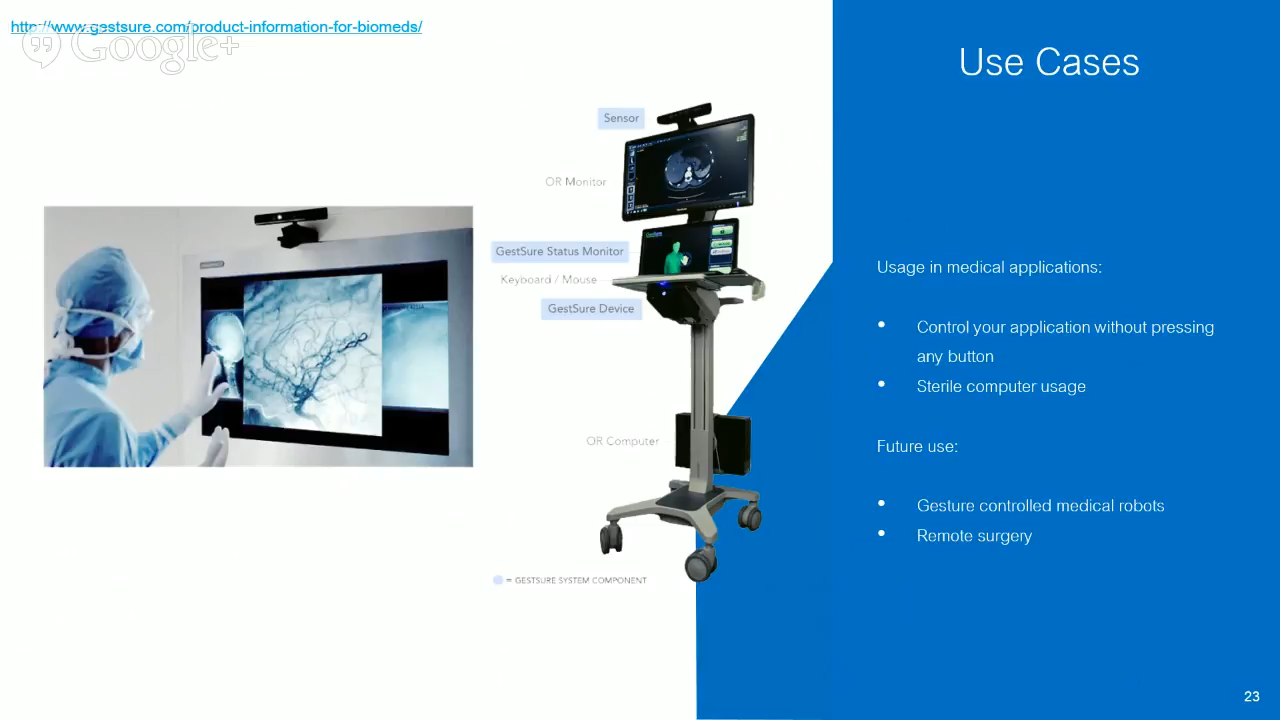 http://www.gestsure.com/product-information-for-biomeds/
Google+
Use Cases
Sensor
OR Monitor
GestSure Status Monitor
Keyboard / Mouse
GestSure Device
OR Computer
= GESTSURE SYSTEM COMPONENT
Usage in medical applications:
• Control your application without pressing
any button
• Sterile computer usage
Future use:
• Gesture controlled medical robots
• Remote surgery
23